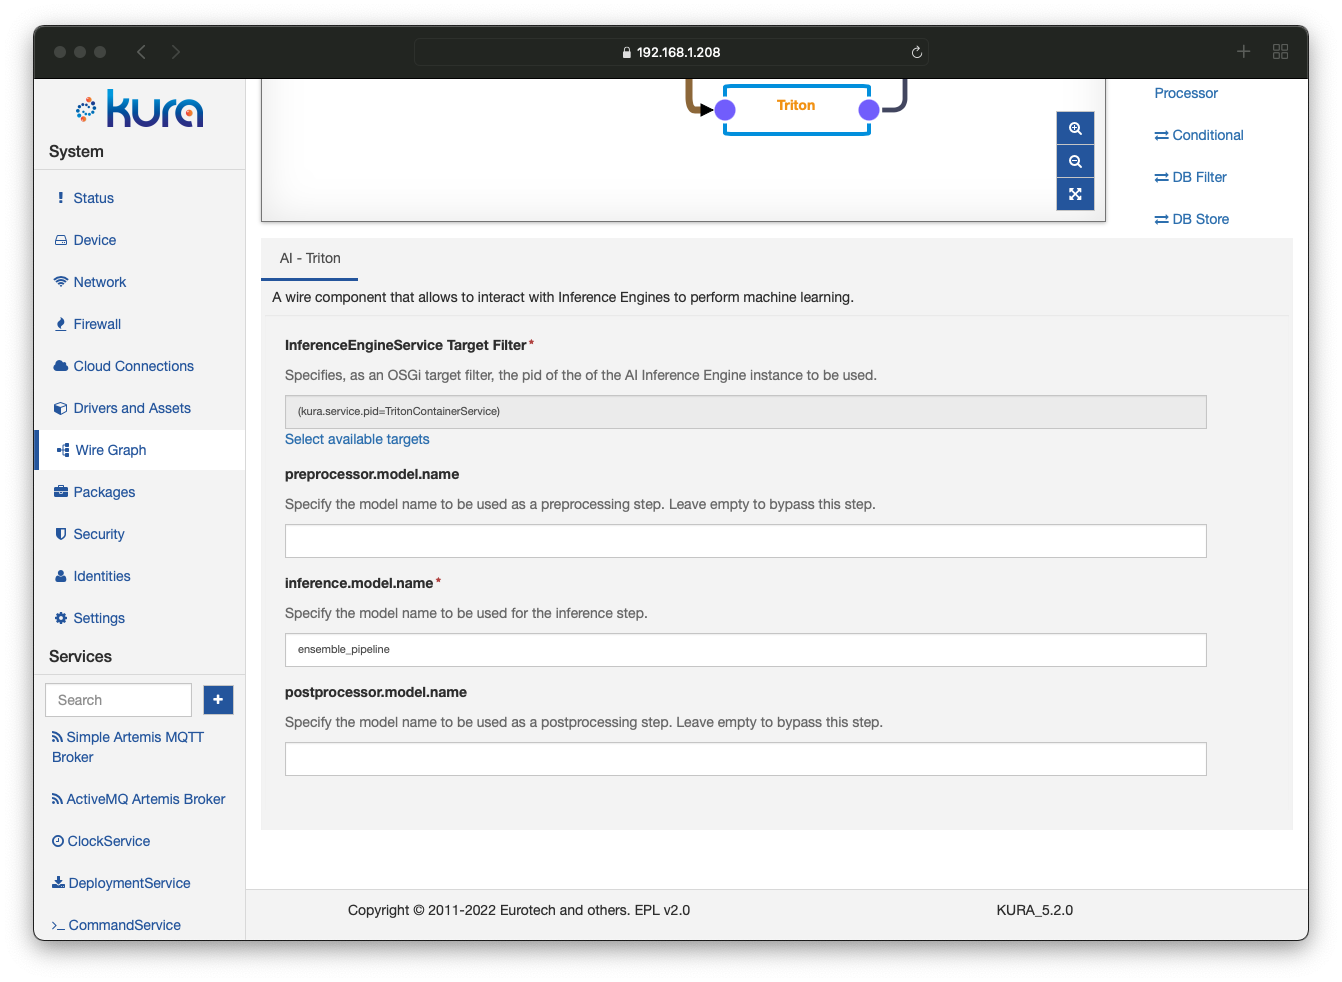 192.168.1.208
kura
System
Status
Device
Network
Firewall
Cloud Connections
Drivers and Assets
Wire Graph
Packages
Security
Identities
Settings
Services
Search
+
Simple Artemis MQTT
Broker
ActiveMQ Artemis Broker
ClockService
DeploymentService
CommandService
Triton
Processor
Conditional
DB Filter
DB Store
AI - Triton
A wire component that allows to interact with Inference Engines to perform machine learning.
InferenceEngineService Target Filter*
Specifies, as an OSGi target filter, the pid of the of the AI Inference Engine instance to be used.
(kura.service.pid=TritonContainerService)
Select available targets
preprocessor.model.name
Specify the model name to be used as a preprocessing step. Leave empty to bypass this step.
inference.model.name*
Specify the model name to be used for the inference step.
ensemble_pipeline
postprocessor.model.name
Specify the model name to be used as a postprocessing step. Leave empty to bypass this step.
Copyright © 2011-2022 Eurotech and others. EPL v2.0
KURA_5.2.0